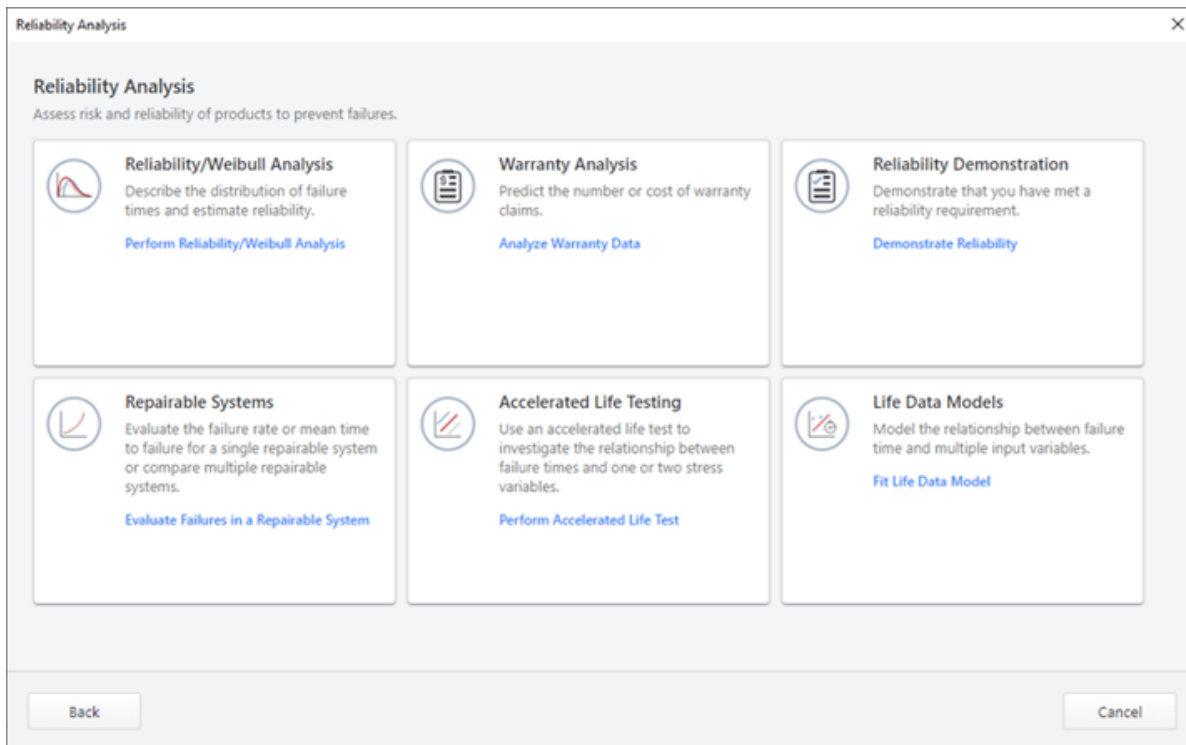 Reliability Analysis
Reliability Analysis
Assess risk and reliability of products to prevent failures.
Reliability/Weibull Analysis
Describe the distribution of failure
times and estimate reliability.
Perform Reliability/Weibull Analysis
Warranty Analysis
Predict the number or cost of warranty
claims.
Analyze Warranty Data
Reliability Demonstration
Demonstrate that you have met a
reliability requirement.
Demonstrate Reliability
Repairable Systems
Evaluate the failure rate or mean time
to failure for a single repairable system
or compare multiple repairable
systems.
Evaluate Failures in a Repairable System
Accelerated Life Testing
Use an accelerated life test to
investigate the relationship between
failure times and one or two stress
variables.
Perform Accelerated Life Test
Life Data Models
Model the relationship between failure
time and multiple input variables.
Fit Life Data Model
Back
Cancel